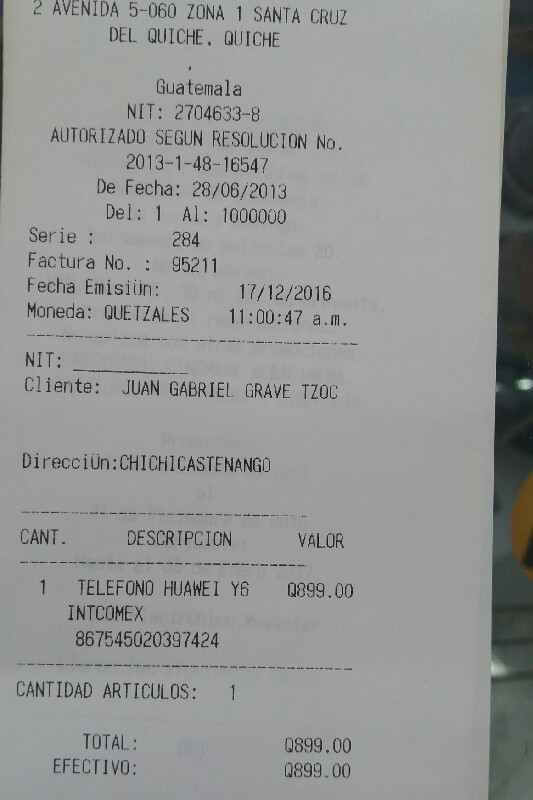 2 AVENIDA 5-060 ZONA 1 SANTA CRUZ
DEL QUICHE, QUICHE
Guatemala
NIT: 2704633-8
AUTORIZADO SEGUN RESOLUCION No.
2013-1-48-16547
De Fecha: 28/06/2013
Del: 1 Al: 1000000
Serie : 284
Factura No. : 95211
Fecha Emisiün: 17/12/2016
Moneda: QUETZALES 11:00:47 a.m.
NIT: ___________
Cliente: JUAN GABRIEL GRAVE TZOC
DirecciÜn:CHICHICASTENANGO
CANT. DESCRIPCION VALOR
1 TELEFONO HUAWEI Y6 Q899.00
INTCOMEX
867545020397424
CANTIDAD ARTICULOS: 1
TOTAL: Q899.00
EFECTIVO: Q899.00